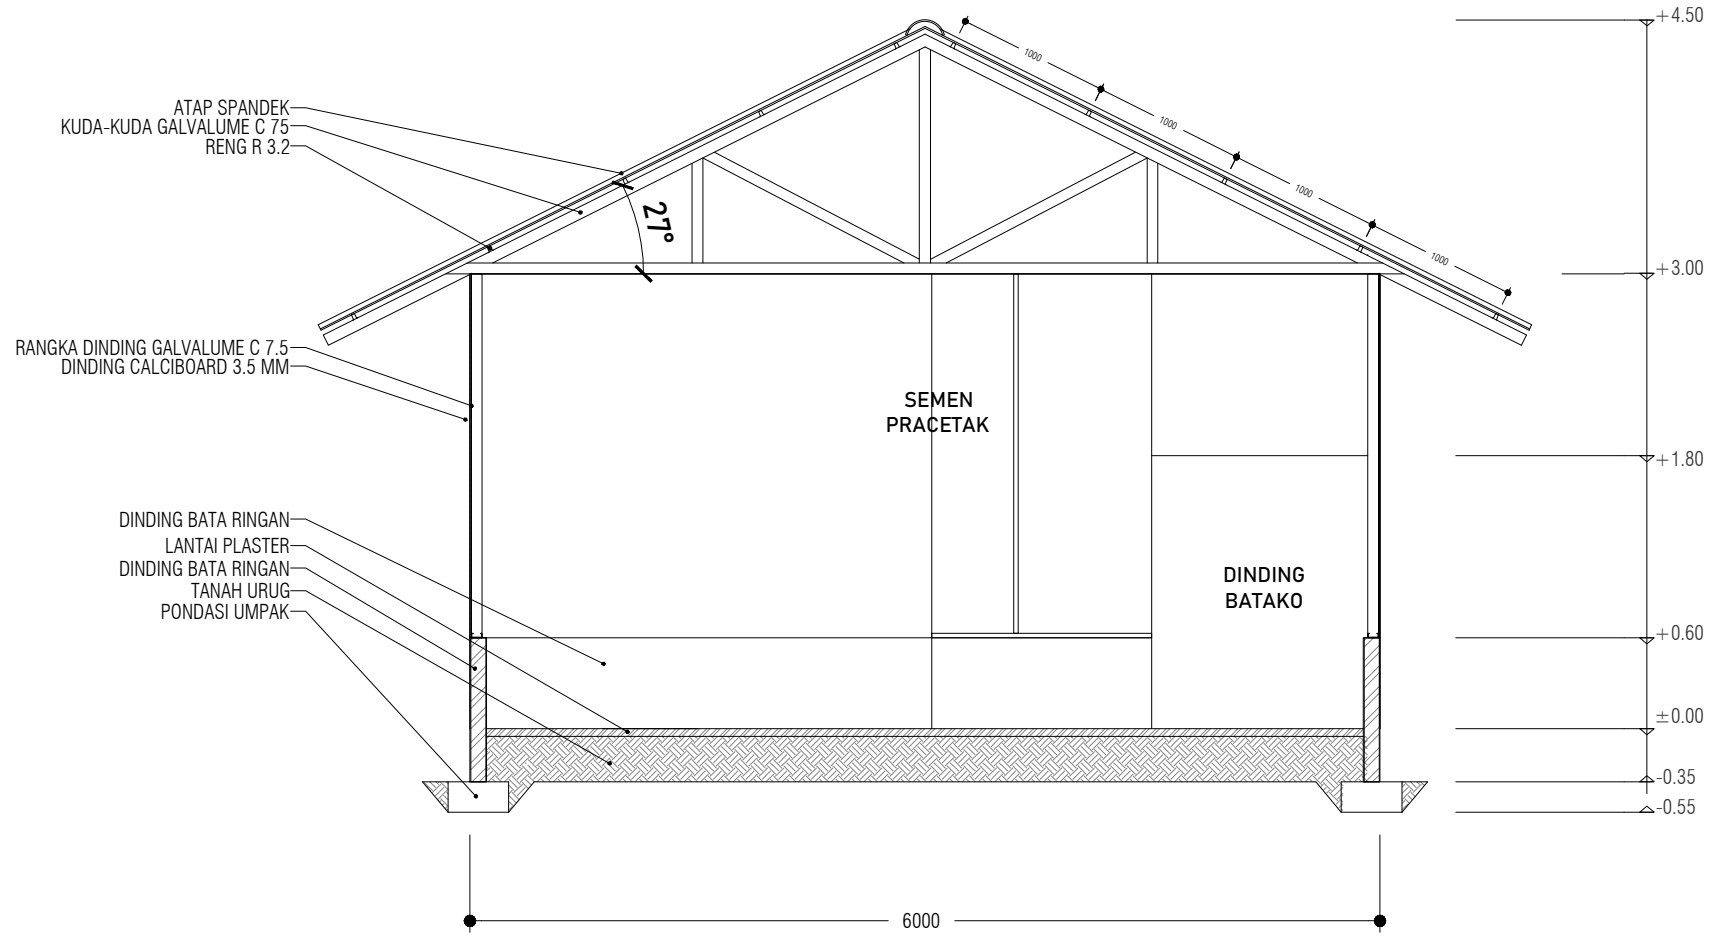 +4.50
1000
1000
1000
1000
ATAP SPANDEK
KUDA-KUDA GALVALUME C 75
RENG R 3.2
27°
+3.00
RANGKA DINDING GALVALUME C 7.5
DINDING CALCIBOARD 3.5 MM
SEMEN
PRACETAK
+1.80
DINDING BATA RINGAN
LANTAI PLASTER
DINDING BATA RINGAN
TANAH URUG
PONDASI UMPAK
DINDING
BATAKO
+0.60
±0.00
-0.35
-0.55
6000